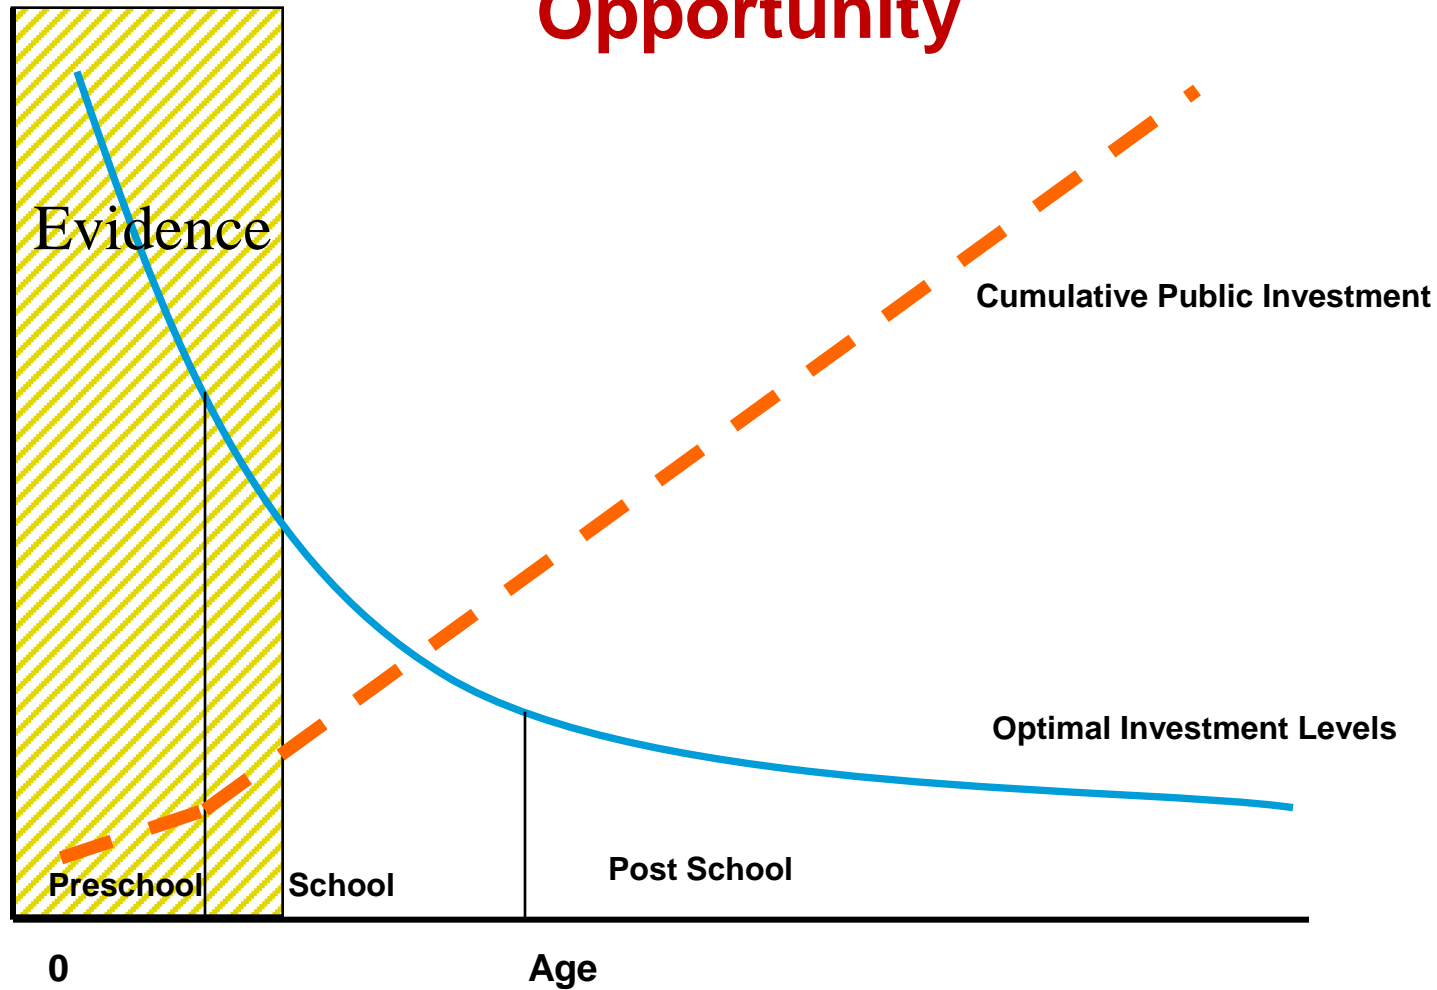 Opportunity
Evidence
Cumulative Public Investment
Optimal Investment Levels
Post School
Preschool
School
0
Age